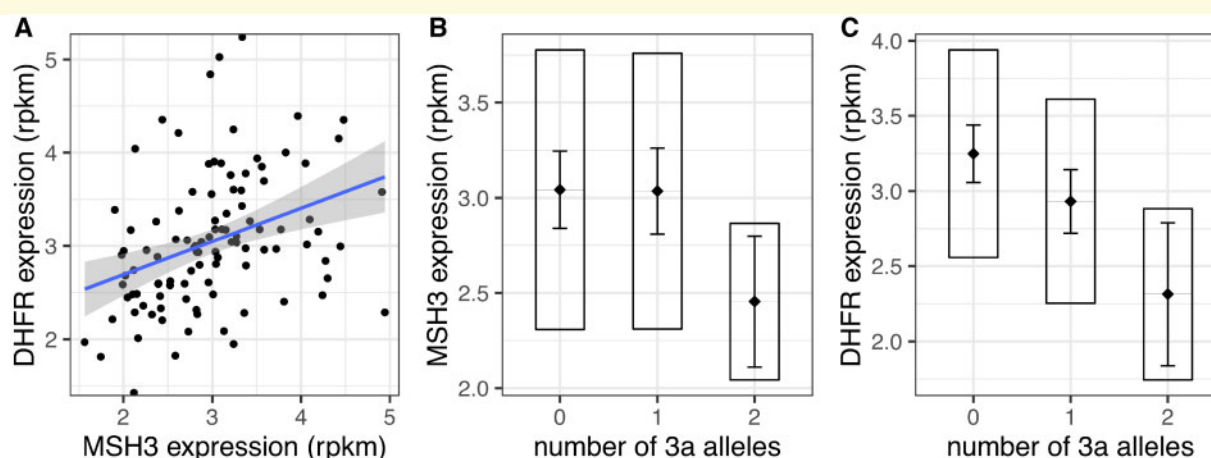 A
DHFR expression (rpkm)
5
4
3
2
2 3 4 5
MSH3 expression (rpkm)
B
MSH3 expression (rpkm)
3.5
3.0
2.5
2.0
0 1 2
number of 3a alleles
C
DHFR expression (rpkm)
4.0
3.5
3.0
2.5
2.0
0 1 2
number of 3a alleles